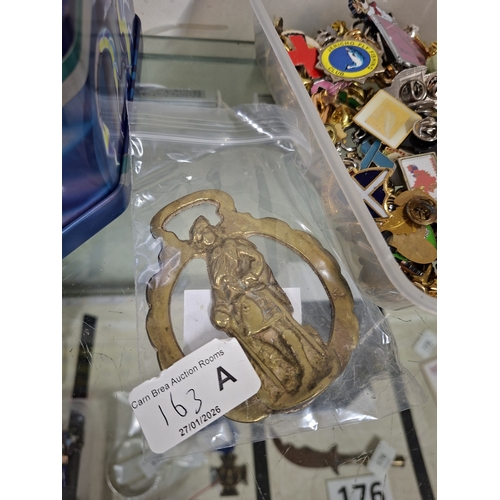 Carn Brea Auction Rooms
163 A
27/01/2026
176